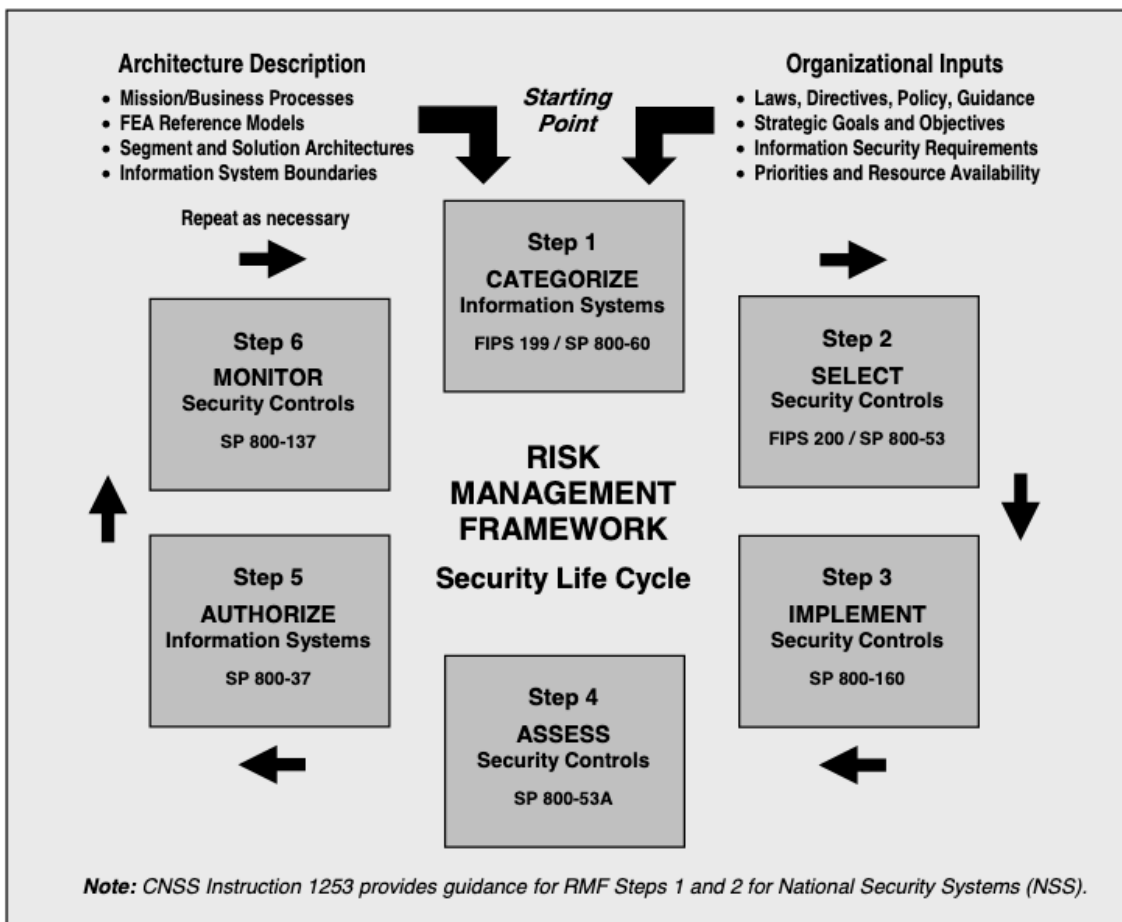 Architecture Description
• Mission/Business Processes
• FEA Reference Models
• Segment and Solution Architectures
• Information System Boundaries
Starting
Point
Organizational Inputs
• Laws, Directives, Policy, Guidance
• Strategic Goals and Objectives
• Information Security Requirements
• Priorities and Resource Availability
Repeat as necessary
Step 1
CATEGORIZE
Information Systems
FIPS 199 / SP 800-60
Step 2
SELECT
Security Controls
FIPS 200 / SP 800-53
Step 3
IMPLEMENT
Security Controls
SP 800-160
Step 4
ASSESS
Security Controls
SP 800-53A
Step 5
AUTHORIZE
Information Systems
SP 800-37
Step 6
MONITOR
Security Controls
SP 800-137
RISK
MANAGEMENT
FRAMEWORK
Security Life Cycle
Note: CNSS Instruction 1253 provides guidance for RMF Steps 1 and 2 for National Security Systems (NSS).